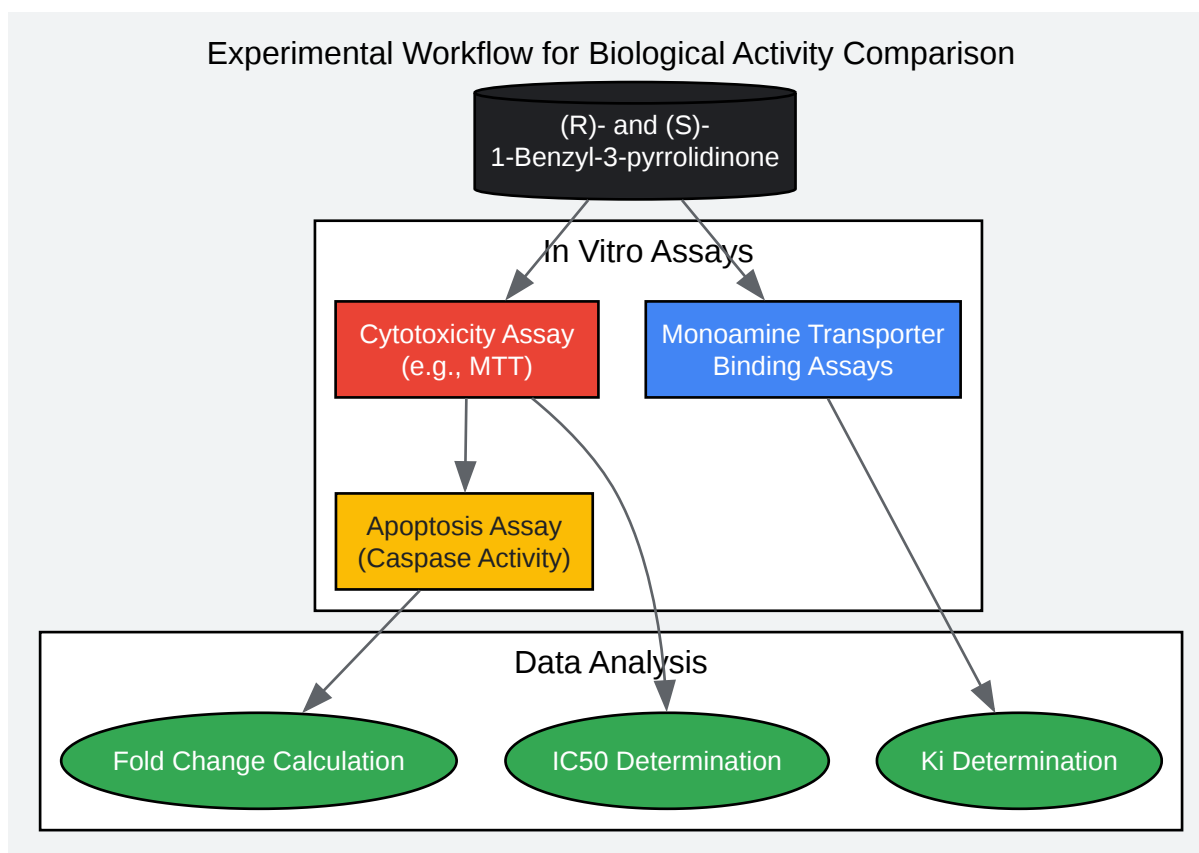 Experimental Workflow for Biological Activity Comparison
(R)- and (S)-
1-Benzyl-3-pyrrolidinone
In Vitro Assays
Cytotoxicity Assay
(e.g., MTT)
Monoamine Transporter
Binding Assays
Apoptosis Assay
(Caspase Activity)
Data Analysis
Fold Change Calculation
IC50 Determination
Ki Determination